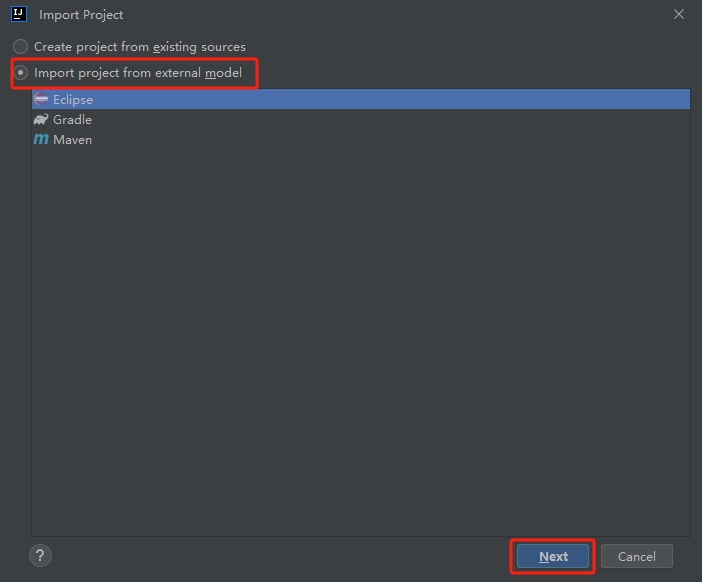 IJ Import Project
Create project from existing sources
Import project from external model
Eclipse
Gradle
m Maven
? Next Cancel